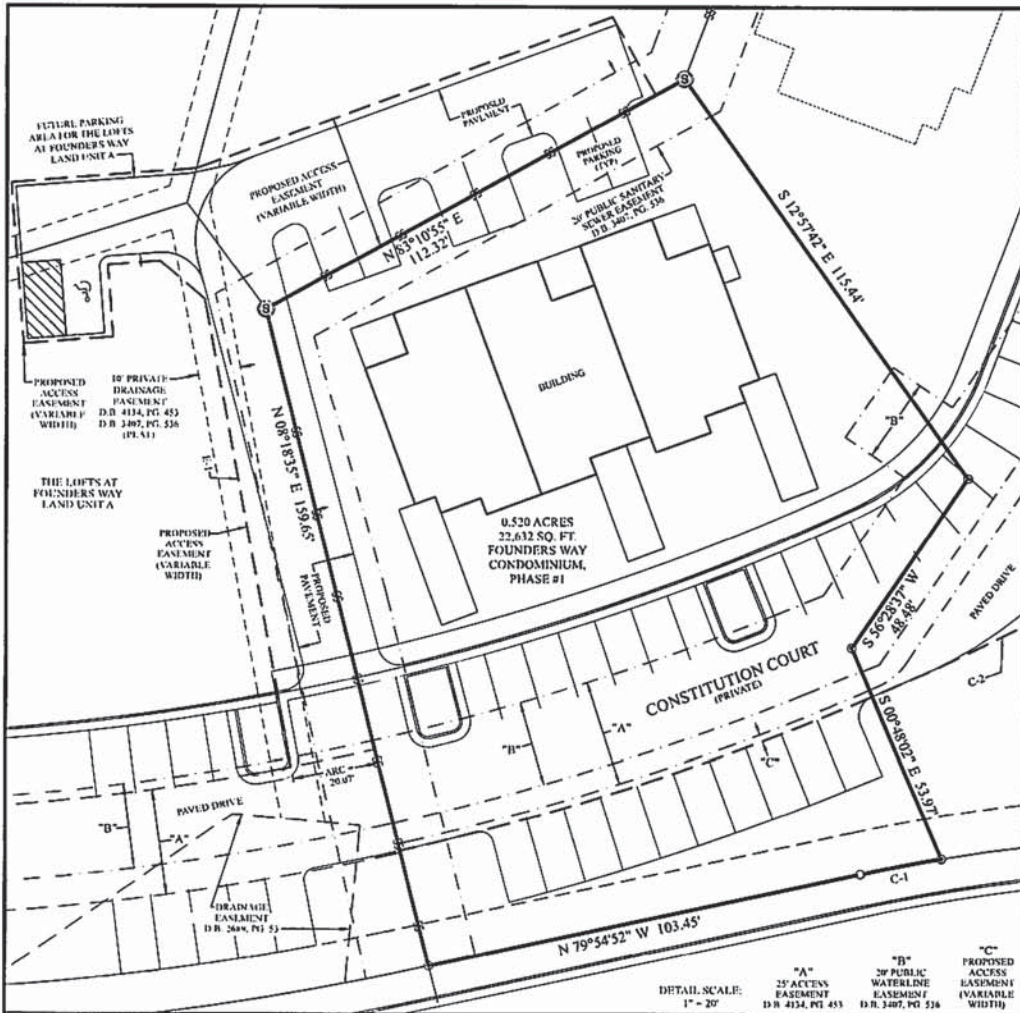 FUTURE PARKING
AREA FOR THE LOFTS
AT FOUNDERS WAY
LAND UNIT A
PROPOSED ACCESS
EASEMENT
(VARIABLE WIDTH)
PROPOSED
PAVEMENT
PROPOSED
PARKING
(TYP)
20' PUBLIC SANITARY
SEWER EASEMENT
D.B. 3407, PG. 536
S
S
N 83°10'55" E
112.32'
S 12°57'42" E 115.44'
PROPOSED
ACCESS
EASEMENT
(VARIABLE
WIDTH)
10' PRIVATE
DRAINAGE
EASEMENT
D.B. 4134, PG. 453
D.B. 3407, PG. 536
(PLAT)
E-1
N 08°18'35" E 159.65'
BUILDING
"B"
THE LOFTS AT
FOUNDERS WAY
LAND UNIT A
PROPOSED
ACCESS
EASEMENT
(VARIABLE
WIDTH)
PROPOSED
PAVEMENT
0.520 ACRES
22,632 SQ. FT.
FOUNDERS WAY
CONDOMINIUM,
PHASE #1
S 56°28'37" W
48.48'
PAVED DRIVE
CONSTITUTION COURT
(PRIVATE)
C-2
"B"
"A"
"C"
S 00°48'02" E 53.97'
ARC
20.07'
PAVED DRIVE
"B"
"A"
DRAINAGE
EASEMENT
D.B. 2689, PG. 53
C-1
N 79°54'52" W 103.45'
DETAIL SCALE:
1" = 20'
"A"
25' ACCESS
EASEMENT
D.B. 4134, PG. 453
"B"
20' PUBLIC
WATERLINE
EASEMENT
D.B. 3407, PG. 536
"C"
PROPOSED
ACCESS
EASEMENT
(VARIABLE
WIDTH)